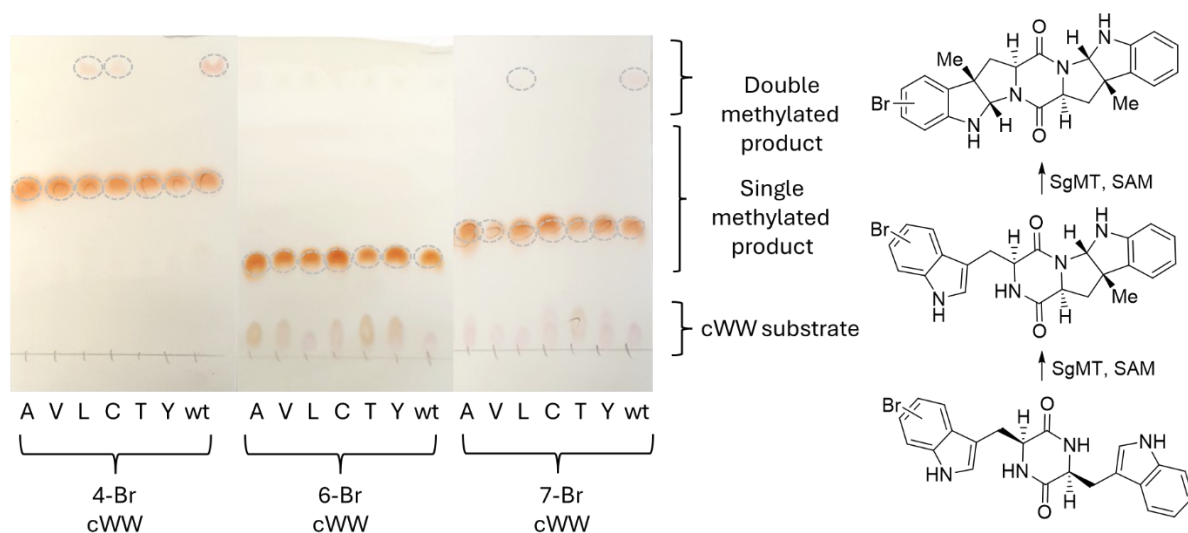 Double
methylated
product
Single
methylated
product
cWW substrate
A V L C T Y wt
A V L C T Y wt
A V L C T Y wt
4-Br
cWW
6-Br
cWW
7-Br
cWW
H
N
H
O
H
Me
N
N
Br
Me
N
H
H
O
H
SgMT, SAM
H
N
Br
H
O
H
N
HN
Me
N
H
O
H
SgMT, SAM
Br
H
O
NH
NH
HN
HN
O
H